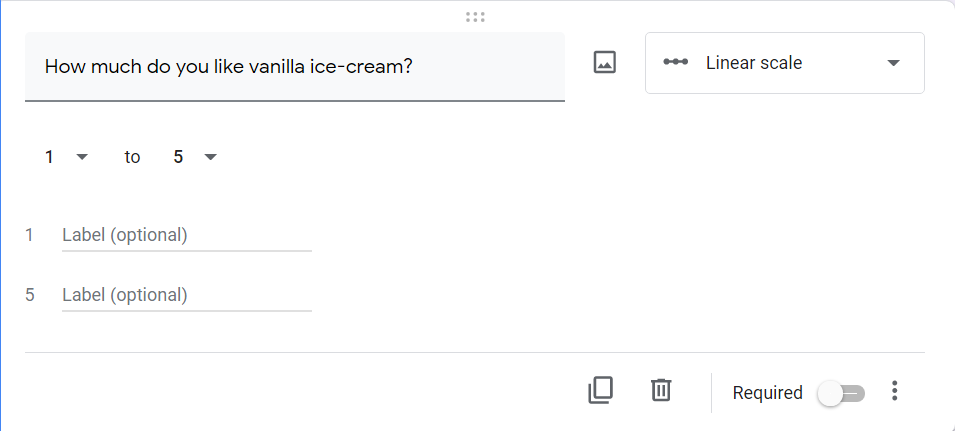 How much do you like vanilla ice-cream?
Linear scale
1 to 5
1 Label (optional)
5 Label (optional)
Required